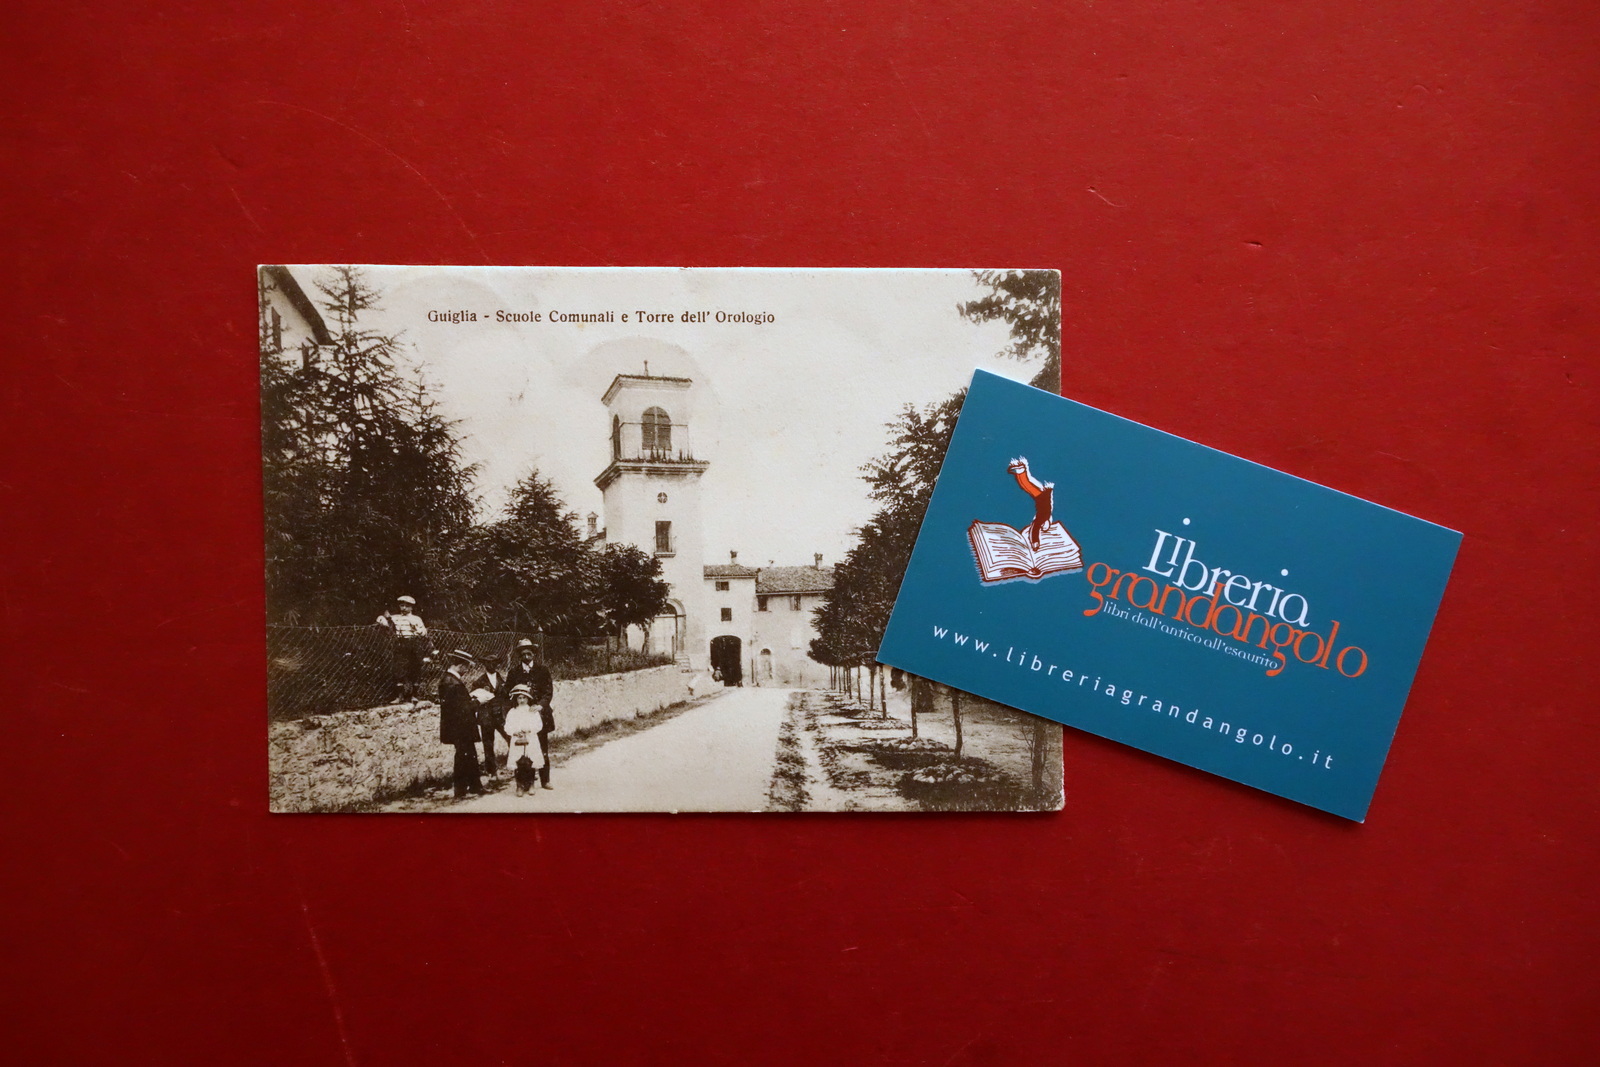 Guiglia - Scuole Comunali e Torre dell' Orologio
Libreria
grandangolo
libri dall'antico all'esaurito
www.libreriagrandangolo.it